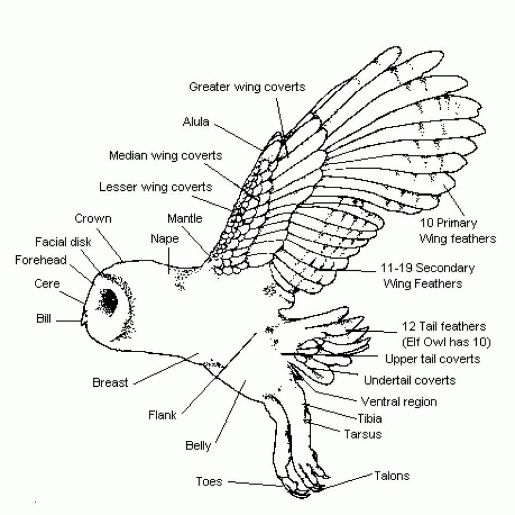 Greater wing coverts
Alula
Median wing coverts
Lesser wing coverts
Crown
Mantle
Facial disk
Nape
Forehead
Cere
Bill
10 Primary
Wing feathers
11-19 Secondary
Wing Feathers
12 Tail feathers
(Elf Owl has 10)
Upper tail coverts
Undertail coverts
Breast
Ventral region
Flank
Tibia
Tarsus
Belly
Toes
Talons